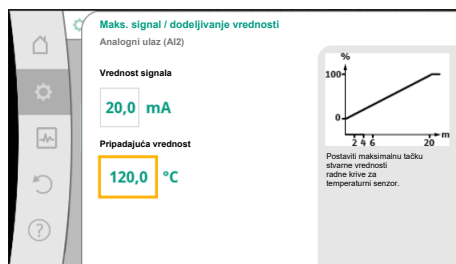 Maks. signal / dodeljivanje vrednosti
Analogni ulaz (AI2)
Vrednost signala
20,0 mA
Pripadajuća vrednost
120,0 °C
%
100
0
2 4 6 20 m
Postaviti maksimalnu tačku
stvarne vrednosti
radne krive za
temperaturni senzor.
?